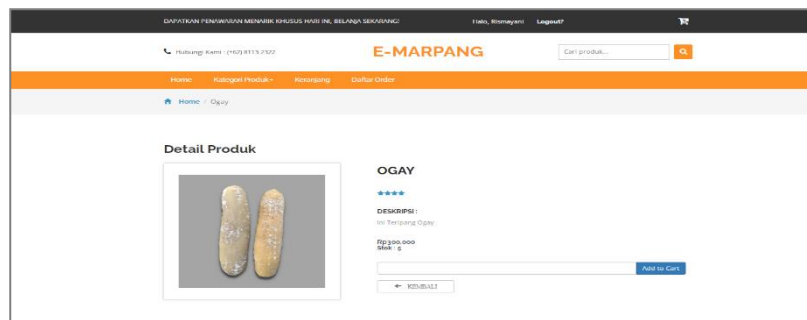 DAPATKAN PENAWARAN MENARIK KHUSUS HARI INI, BELANJA SEKARANG!
Halo, Rismayani Logout?
Hubungi Kami : (+62) 8113 2322
E-MARPANG
Cari produk...
Home Kategori Produk Keranjang Daftar Order
Home / Ogay
Detail Produk
OGAY
DESKRIPSI :
Ini Teripang Ogay
Rp300.000
Stok : 5
Add to Cart
KEMBALI